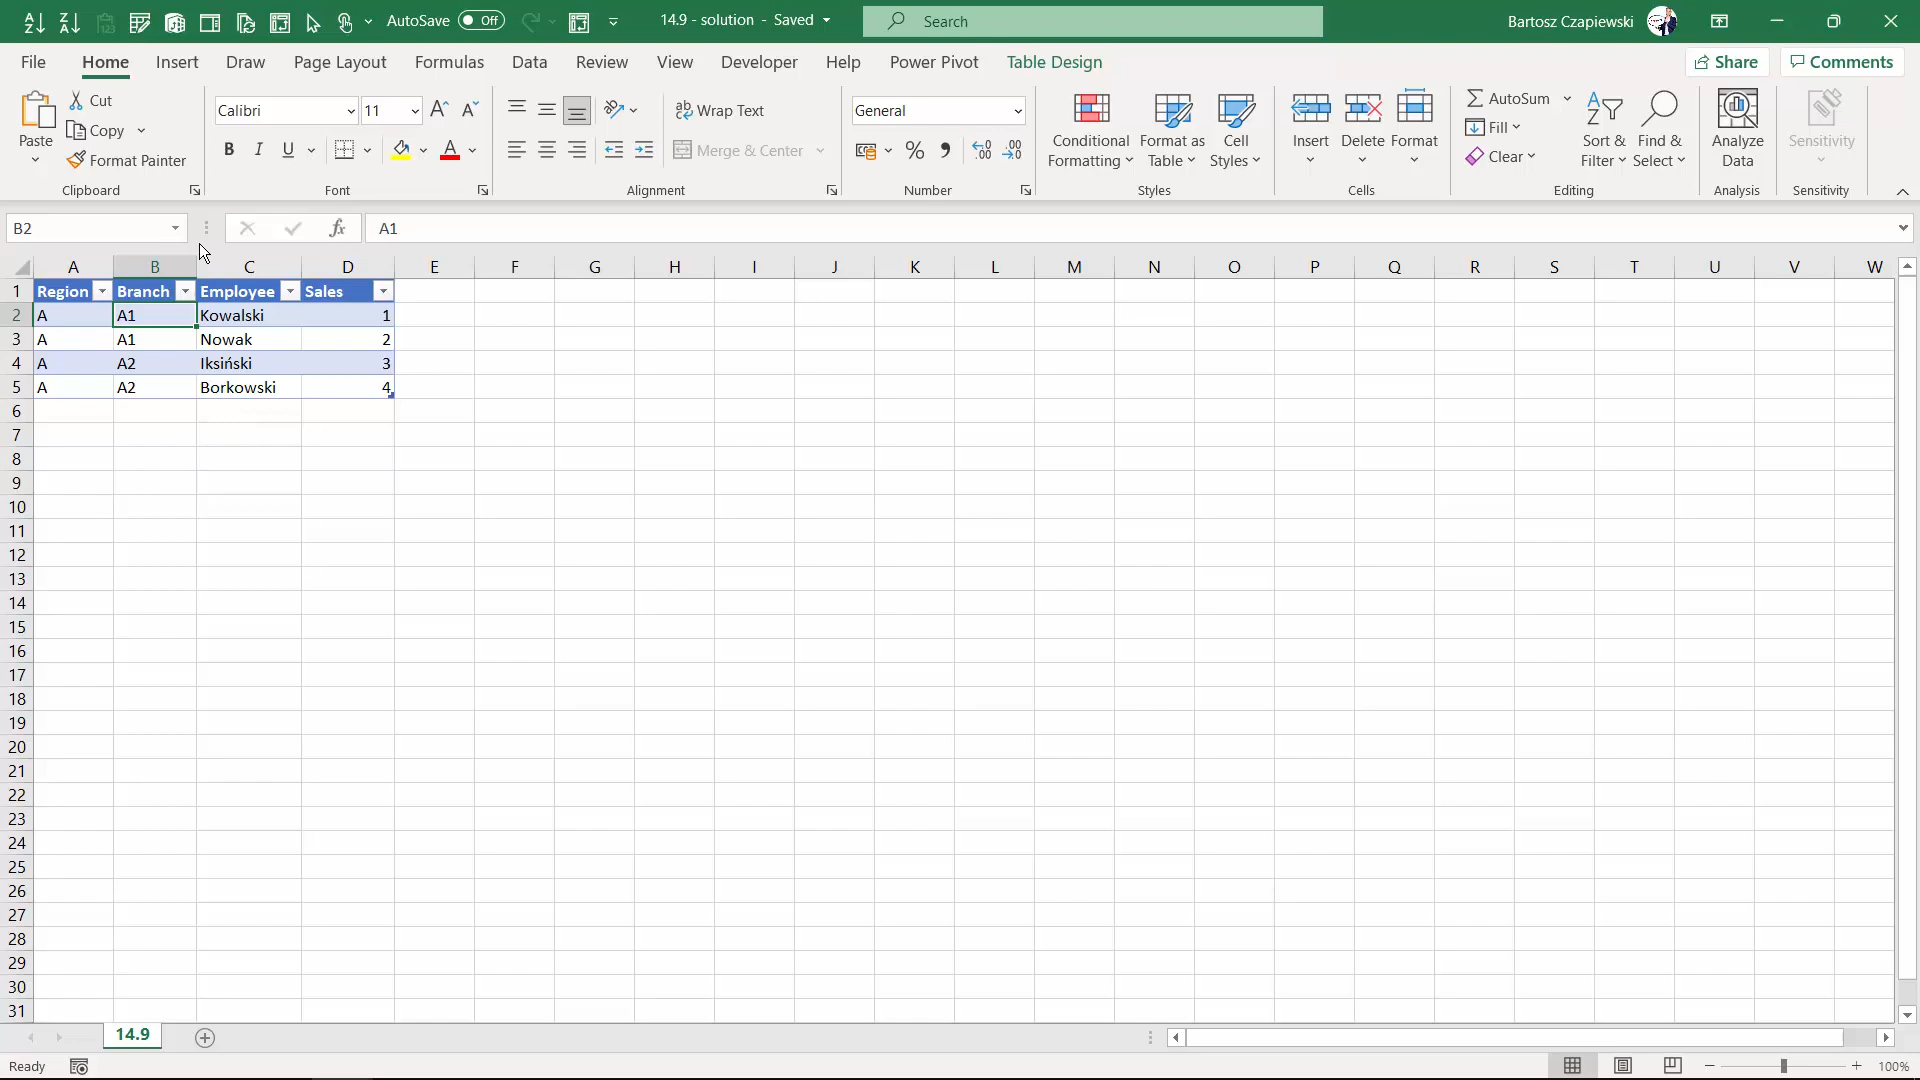 AutoSave Off 14.9 - solution - Saved Search Bartosz Czapiewski
File Home Insert Draw Page Layout Formulas Data Review View Developer Help Power Pivot Table Design Share Comments
Paste
Cut
Copy
Format Painter
Clipboard
Calibri 11
B I U A
Font
Wrap Text
Merge & Center
Alignment
General
Number
Conditional Formatting
Format as Table
Cell Styles
Styles
Insert Delete Format
Cells
AutoSum
Fill
Clear
Sort & Filter
Find & Select
Editing
Analyze Data
Analysis
Sensitivity
Sensitivity
B2 fx A1
A B C D E F G H I J K L M N O P Q R S T U V W
1 Region Branch Employee Sales
2 A A1 Kowalski 1
3 A A1 Nowak 2
4 A A2 Iksiński 3
5 A A2 Borkowski 4
6
7
8
9
10
11
12
13
14
15
16
17
18
19
20
21
22
23
24
25
26
27
28
29
30
31
14.9
Ready 100%